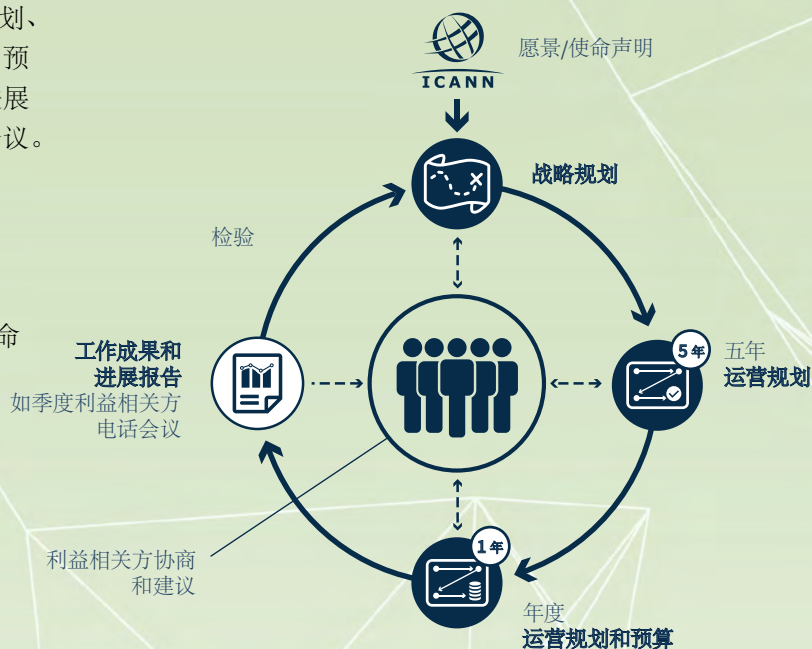 划、
预
展
议。
命
ICANN
愿景/使命声明
战略规划
检验
5年
五年
运营规划
工作成果和
进展报告
如季度利益相关方
电话会议
1年
利益相关方协商
和建议
年度
运营规划和预算